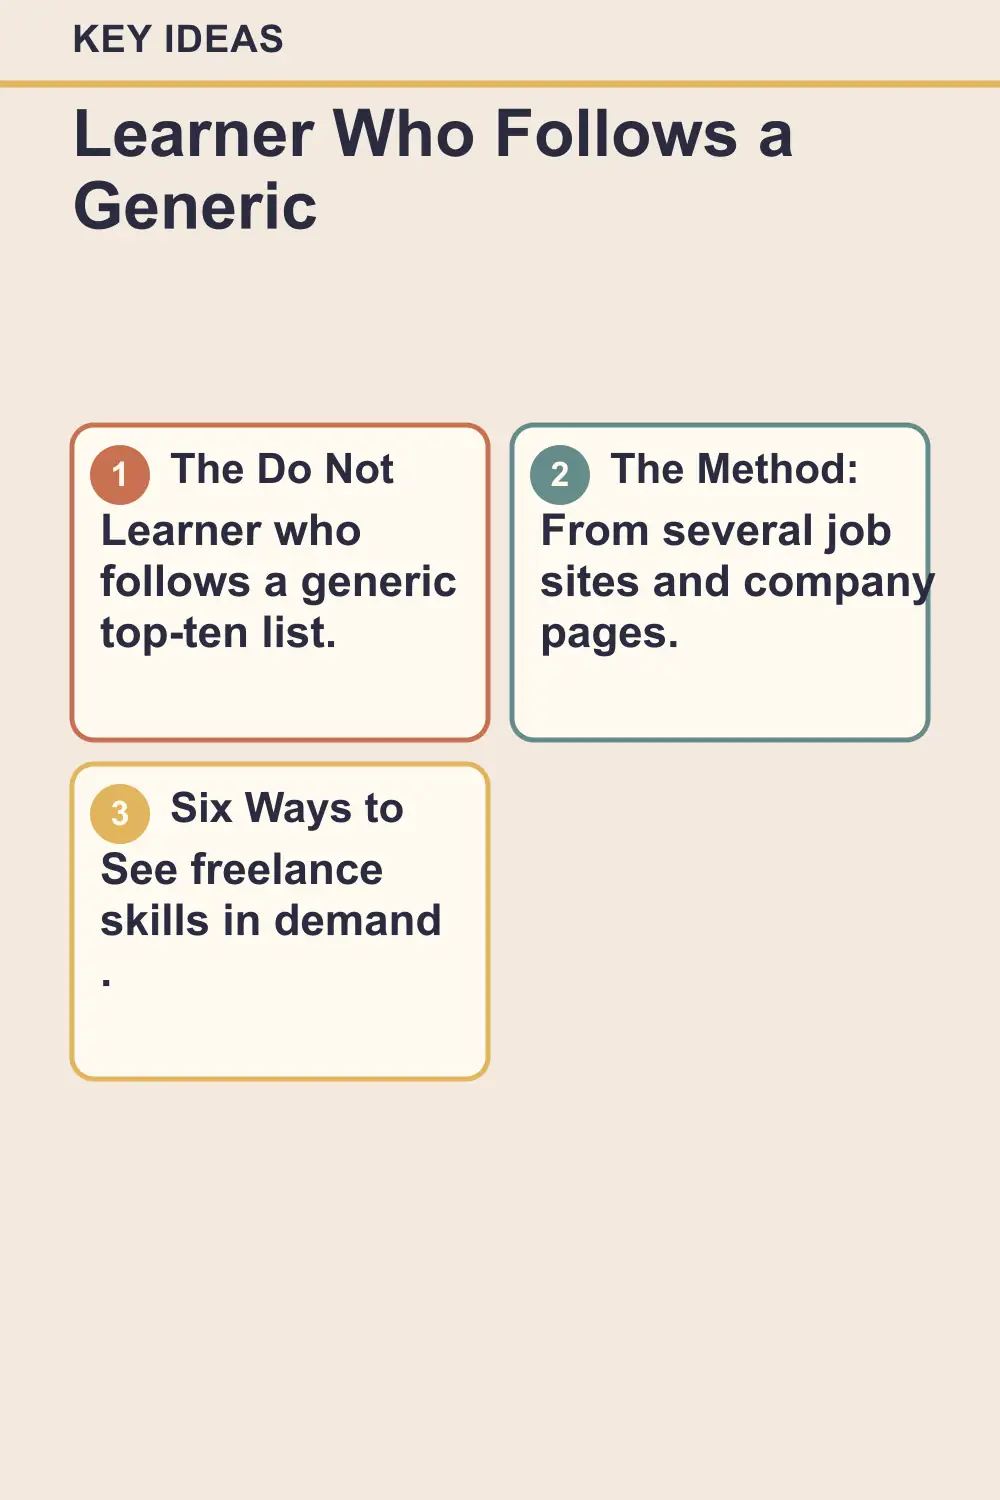 KEY IDEAS
Learner Who Follows a
Generic
1 The Do Not
Learner who
follows a generic
top-ten list.
2 The Method:
From several job
sites and company
pages.
3 Six Ways to
See freelance
skills in demand
.